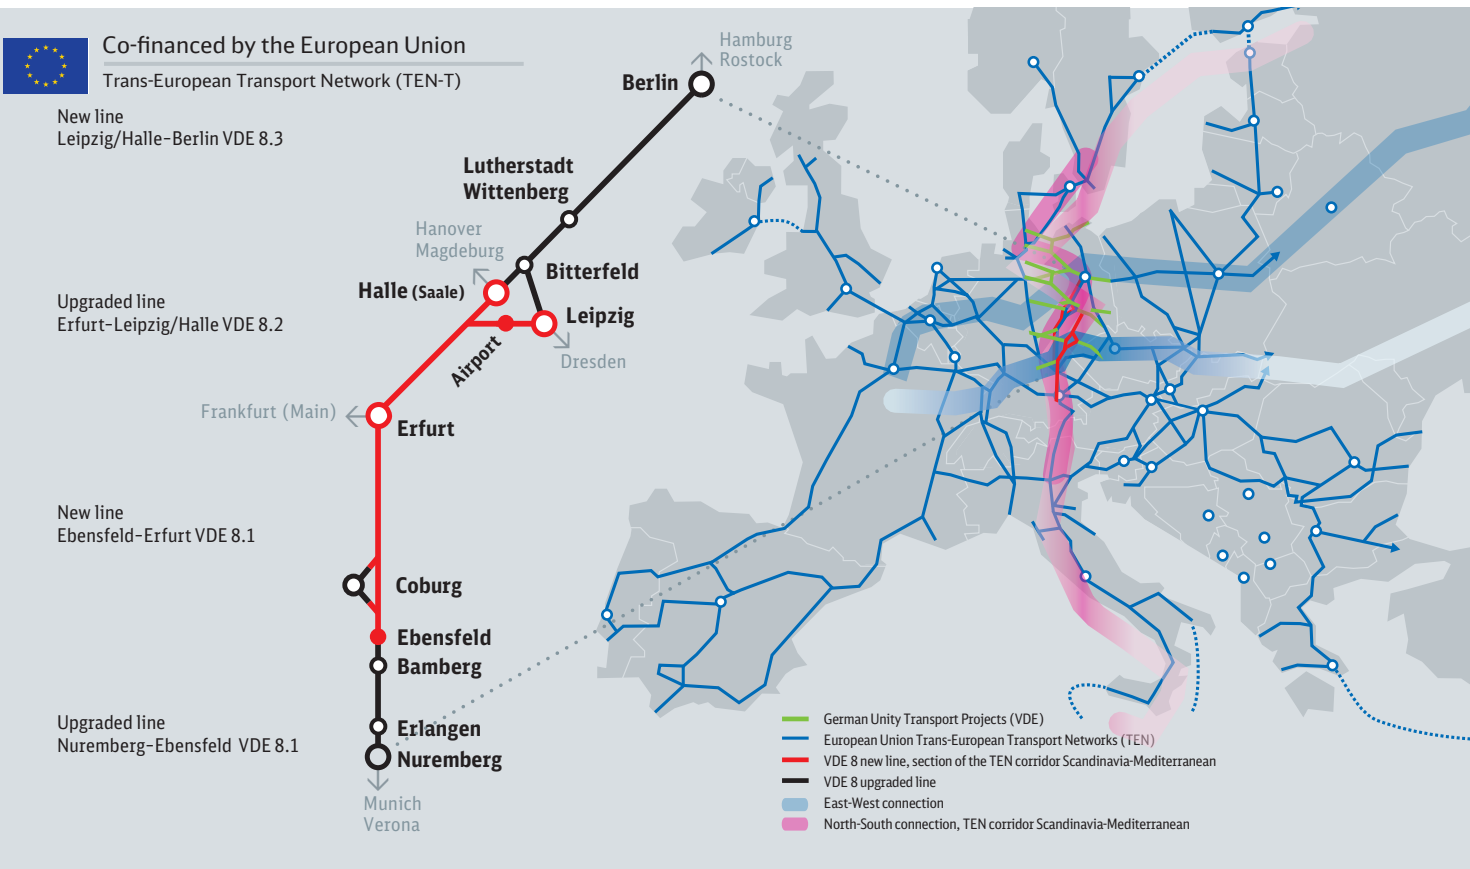 Co-financed by the European Union
Trans-European Transport Network (TEN-T)
New line
Leipzig/Halle–Berlin VDE 8.3
Upgraded line
Erfurt–Leipzig/Halle VDE 8.2
New line
Ebensfeld–Erfurt VDE 8.1
Upgraded line
Nuremberg–Ebensfeld VDE 8.1
Hamburg
Rostock
Berlin
Lutherstadt
Wittenberg
Hanover
Magdeburg
Bitterfeld
Halle (Saale)
Leipzig
Airport
Dresden
Frankfurt (Main)
Erfurt
Coburg
Ebensfeld
Bamberg
Erlangen
Nuremberg
Munich
Verona
German Unity Transport Projects (VDE)
European Union Trans-European Transport Networks (TEN)
VDE 8 new line, section of the TEN corridor Scandinavia-Mediterranean
VDE 8 upgraded line
East-West connection
North-South connection, TEN corridor Scandinavia-Mediterranean